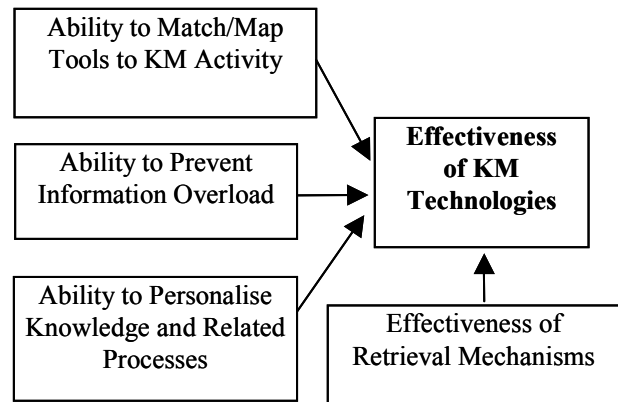 Ability to Match/Map
Tools to KM Activity
Effectiveness
of KM
Technologies
Ability to Prevent
Information Overload
Ability to Personalise
Knowledge and Related
Processes
Effectiveness of
Retrieval Mechanisms